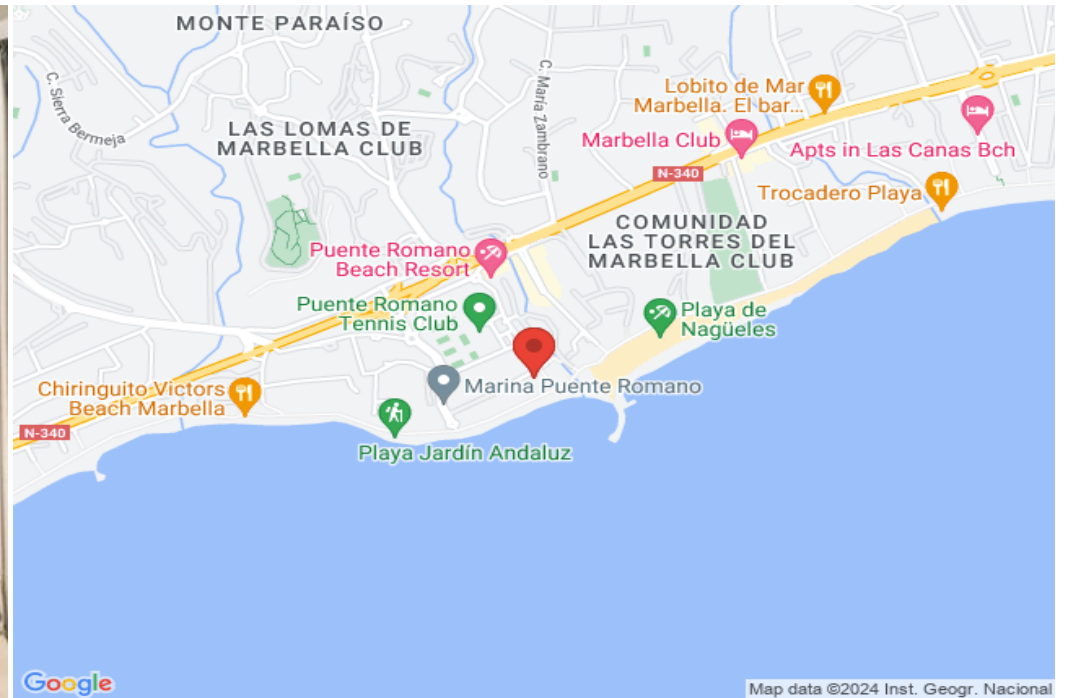 MONTE PARAÍSO
C. Sierra Bermeja
C. María Zambrano
Lobito de Mar
Marbella. El bar...
LAS LOMAS DE
MARBELLA CLUB
Marbella Club
Apts in Las Canas Bch
N-340
Trocadero Playa
COMUNIDAD
LAS TORRES DEL
MARBELLA CLUB
Puente Romano
Beach Resort
Puente Romano
Tennis Club
Playa de
Nagüeles
Marina Puente Romano
Chiringuito Victors
Beach Marbella
N-340
Playa Jardín Andaluz
Google
Map data ©2024 Inst. Geogr. Nacional